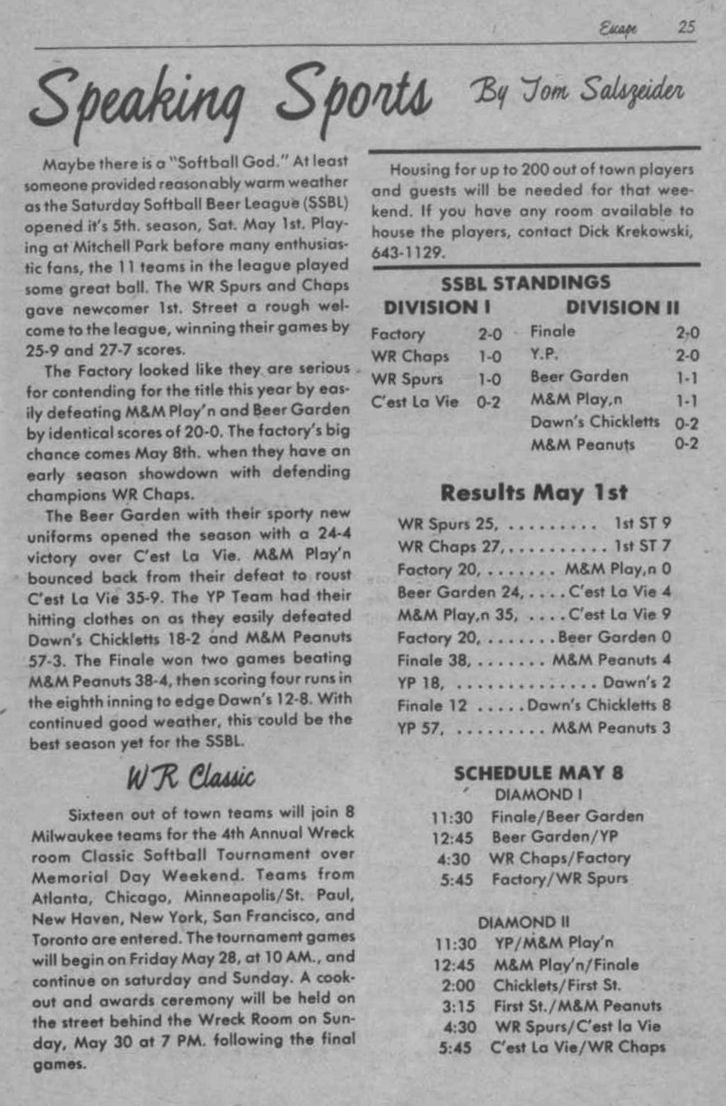 Escape 25
Speaking Sports By Tom Salszeider
Maybe there is a "Softball God." At least
someone provided reasonably warm weather
as the Saturday Softball Beer League (SSBL)
opened it's 5th. season, Sat. May 1st. Play-
ing at Mitchell Park before many enthusias-
tic fans, the 11 teams in the league played
some great ball. The WR Spurs and Chaps
gave newcomer 1st. Street a rough wel-
come to the league, winning their games by
25-9 and 27-7 scores.
The Factory looked like they are serious
for contending for the title this year by eas-
ily defeating M&M Play'n and Beer Garden
by identical scores of 20-0. The factory's big
chance comes May 8th. when they have an
early season showdown with defending
champions WR Chaps.
The Beer Garden with their sporty new
uniforms opened the season with a 24-4
victory over C'est La Vie. M&M Play'n
bounced back from their defeat to roust
C'est La Vie 35-9. The YP Team had their
hitting clothes on as they easily defeated
Dawn's Chickletts 18-2 and M&M Peanuts
57-3. The Finale won two games beating
M&M Peanuts 38-4, then scoring four runs in
the eighth inning to edge Dawn's 12-8. With
continued good weather, this could be the
best season yet for the SSBL.
WR Classic
Sixteen out of town teams will join 8
Milwaukee teams for the 4th Annual Wreck
room Classic Softball Tournament over
Memorial Day Weekend. Teams from
Atlanta, Chicago, Minneapolis/St. Paul,
New Haven, New York, San Francisco, and
Toronto are entered. The tournament games
will begin on Friday May 28, at 10 AM., and
continue on saturday and Sunday. A cook-
out and awards ceremony will be held on
the street behind the Wreck Room on Sun-
day, May 30 at 7 PM. following the final
games.
Housing for up to 200 out of town players
and guests will be needed for that wee-
kend. If you have any room available to
house the players, contact Dick Krekowski,
643-1129.
SSBL STANDINGS
DIVISION I DIVISION II
Factory 2-0 Finale 2-0
WR Chaps 1-0 Y.P. 2-0
WR Spurs 1-0 Beer Garden 1-1
C'est La Vie 0-2 M&M Play,n 1-1
Dawn's Chickletts 0-2
M&M Peanuts 0-2
Results May 1st
WR Spurs 25, . . . . . . . . . 1st ST 9
WR Chaps 27, . . . . . . . . . . 1st ST 7
Factory 20, . . . . . . . M&M Play,n 0
Beer Garden 24, . . . . C'est La Vie 4
M&M Play,n 35, . . . . C'est La Vie 9
Factory 20, . . . . . . . Beer Garden 0
Finale 38, . . . . . . . M&M Peanuts 4
YP 18, . . . . . . . . . . . . . . Dawn's 2
Finale 12 . . . . . Dawn's Chickletts 8
YP 57, . . . . . . . . . M&M Peanuts 3
SCHEDULE MAY 8
DIAMOND I
11:30 Finale/Beer Garden
12:45 Beer Garden/YP
4:30 WR Chaps/Factory
5:45 Factory/WR Spurs
DIAMOND II
11:30 YP/M&M Play'n
12:45 M&M Play'n/Finale
2:00 Chicklets/First St.
3:15 First St./M&M Peanuts
4:30 WR Spurs/C'est la Vie
5:45 C'est La Vie/WR Chaps